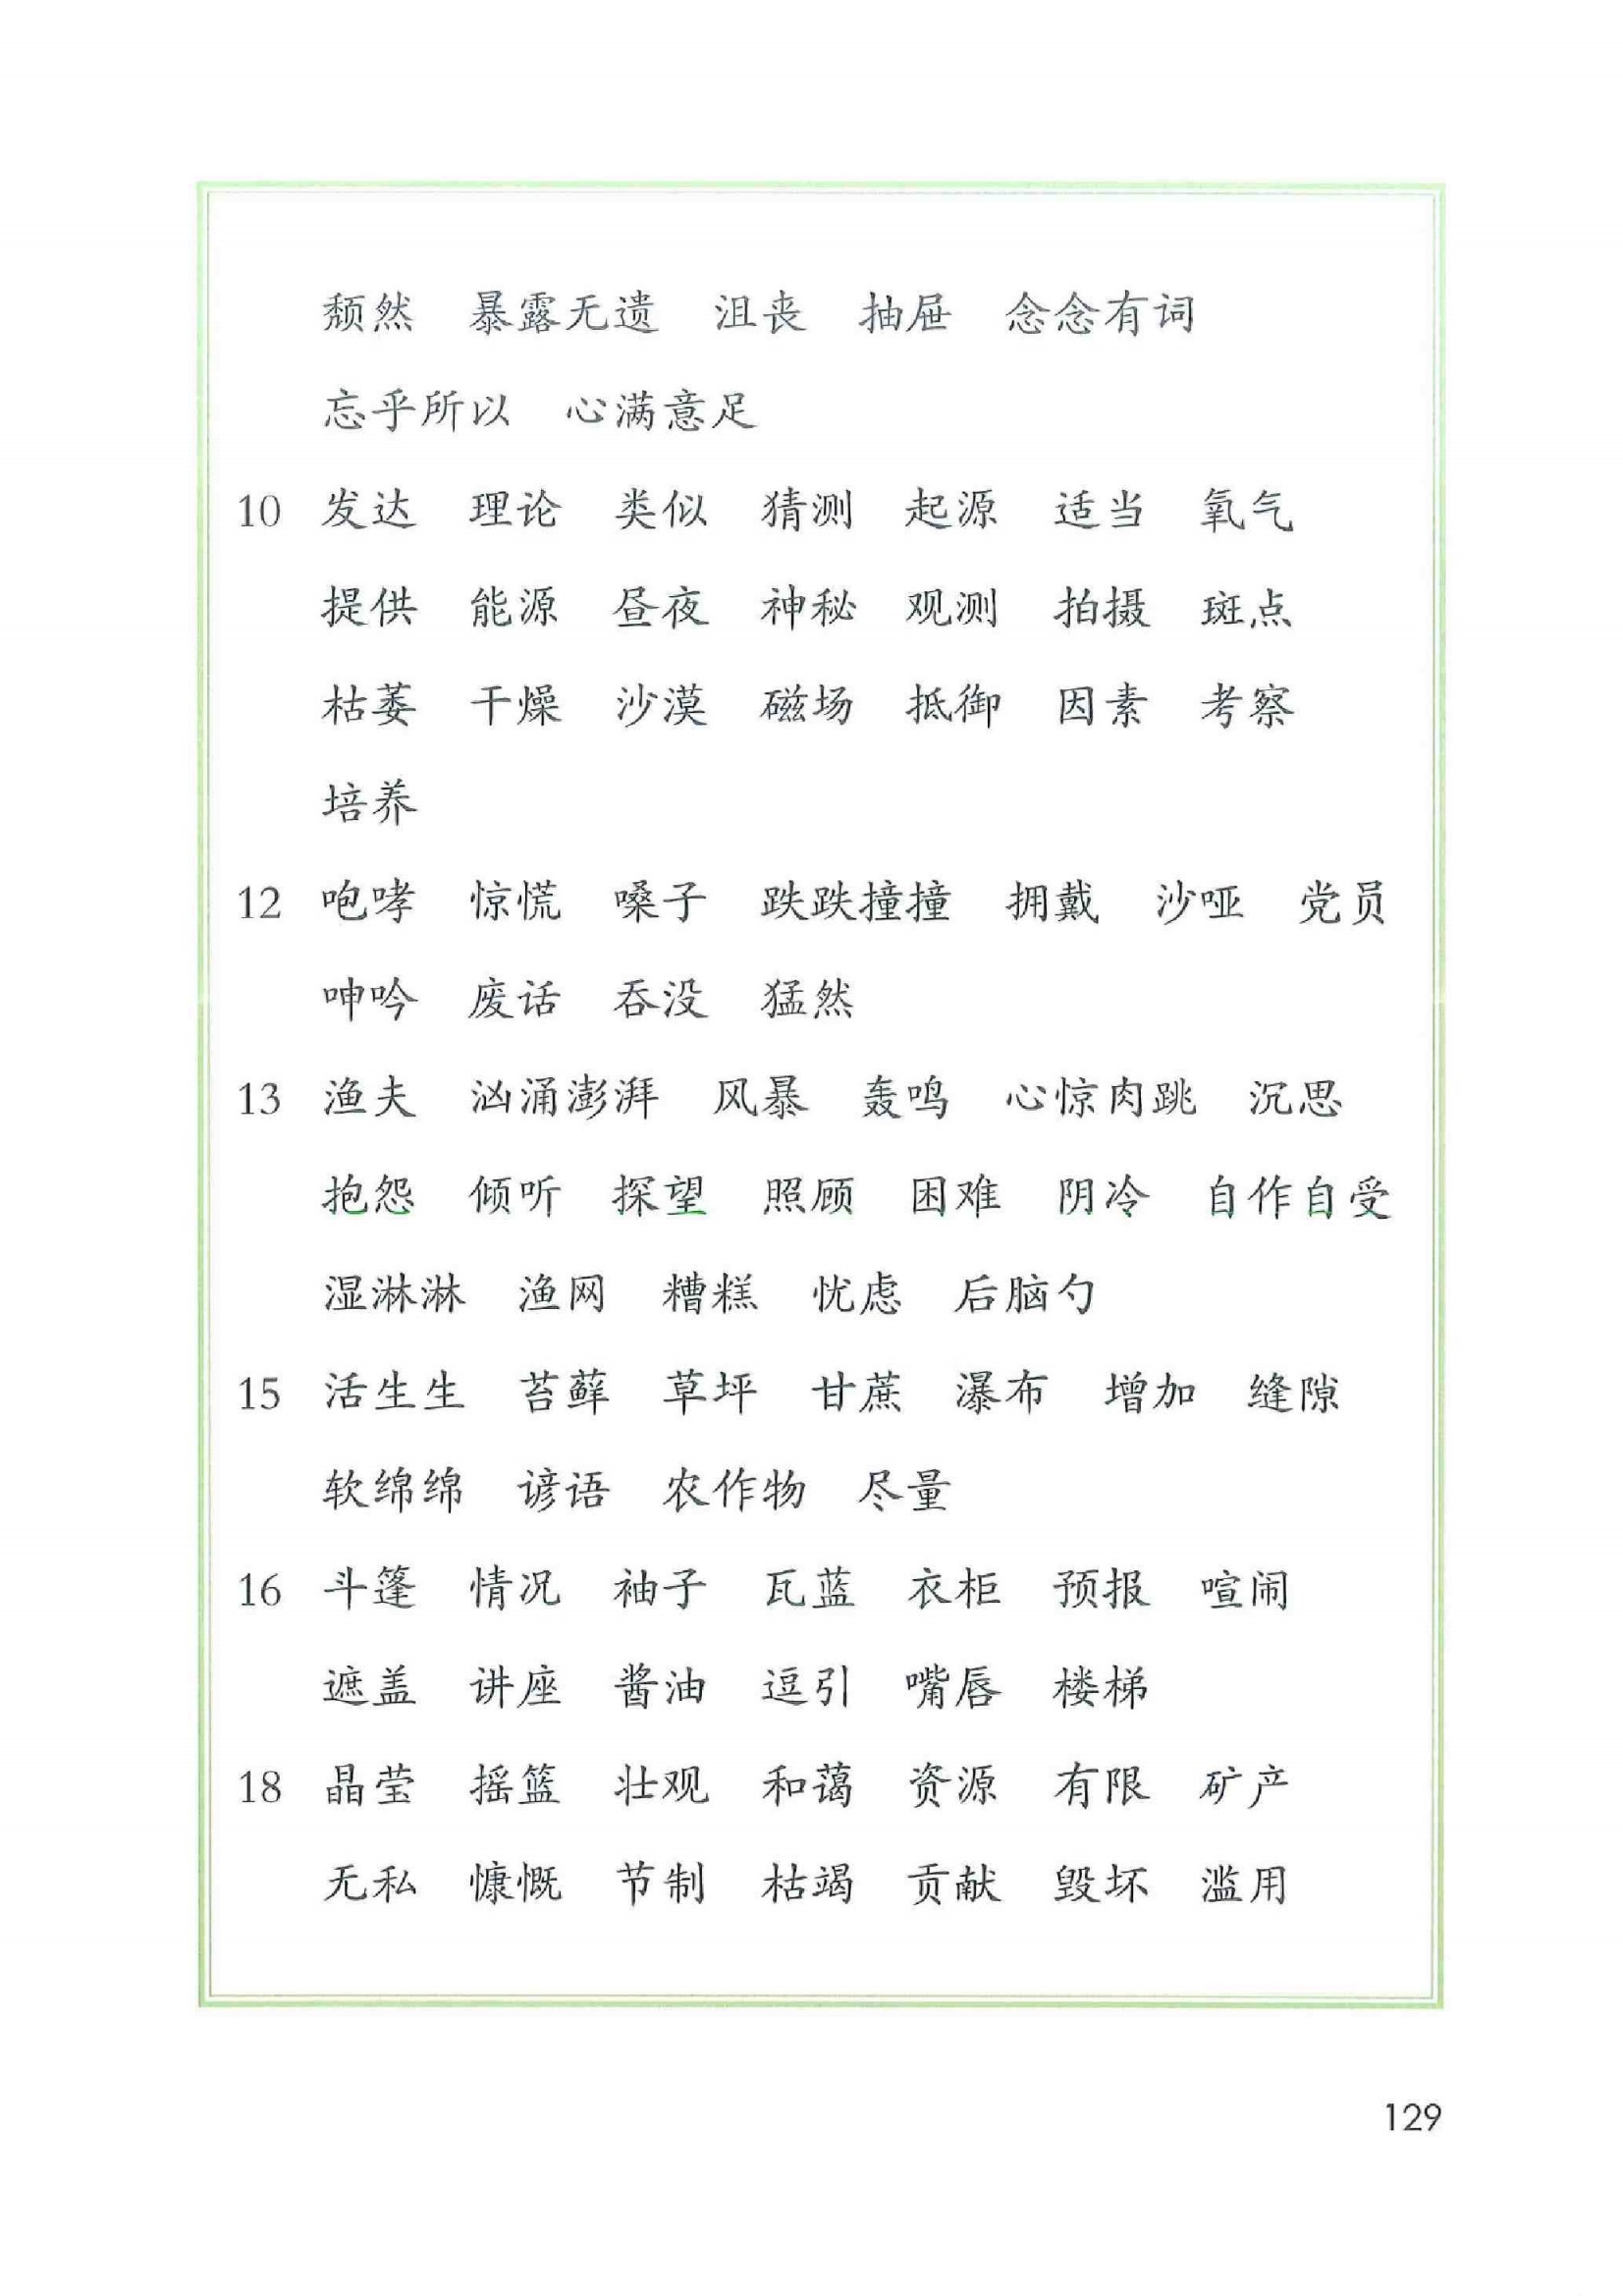 颓然 暴露无遗 沮丧 抽屉 念念有词
忘乎所以 心满意足
10 发达 理论 类似 猜测 起源 适当 氧气
提供 能源 昼夜 神秘 观测 拍摄 斑点
枯萎 干燥 沙漠 磁场 抵御 因素 考察
培养
12 咆哮 惊慌 嗓子 跌跌撞撞 拥戴 沙哑 党员
呻吟 废话 吞没 猛然
13 渔夫 汹涌澎湃 风暴 轰鸣 心惊肉跳 沉思
抱怨 倾听 探望 照顾 困难 阴冷 自作自受
湿淋淋 渔网 糟糕 忧虑 后脑勺
15 活生生 苔藓 草坪 甘蔗 瀑布 增加 缝隙
软绵绵 谚语 农作物 尽量
16 斗篷 情况 袖子 瓦蓝 衣柜 预报 喧闹
遮盖 讲座 酱油 逗引 嘴唇 楼梯
18 晶莹 摇篮 壮观 和蔼 资源 有限 矿产
无私 慷慨 节制 枯竭 贡献 毁坏 滥用
129